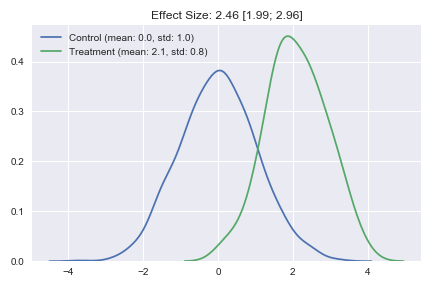 Effect Size: 2.46 [1.99; 2.96]
Control (mean: 0.0, std: 1.0)
Treatment (mean: 2.1, std: 0.8)
0.4
0.3
0.2
0.1
0.0
−4 −2 0 2 4